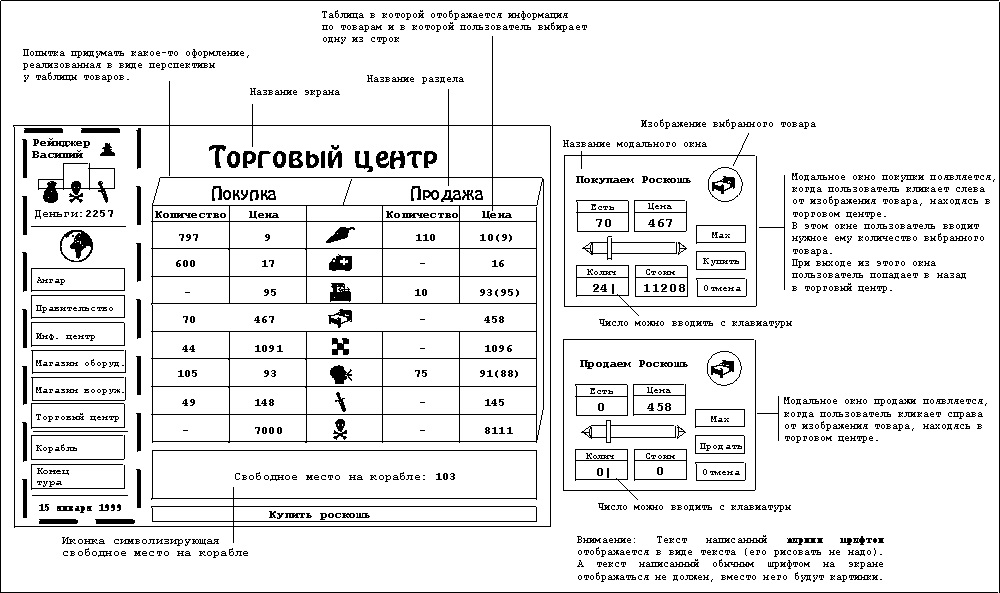 Таблица в которой отображается информация
по товарам и в которой пользователь выбирает
одну из строк
Попытка придумать какое-то оформление,
реализованная в виде перспективы
у таблицы товаров.
Название раздела
Название экрана
Рейнджер
Василий
Деньги: 2257
Ангар
Правительство
Инф. центр
Магазин оборуд.
Магазин вооруж.
Торговый центр
Корабль
Конец
тура
15 января 1999
Торговый центр
Покупка Продажа
Количество Цена Количество Цена
797 9 110 10(9)
600 17 - 16
- 95 10 93(95)
70 467 - 458
44 1091 - 1096
105 93 75 91(88)
49 148 - 145
- 7000 - 8111
Свободное место на корабле: 103
Купить роскошь
Иконка символизирующая
свободное место на корабле
Изображение выбранного товара
Название модального окна
Покупаем Роскошь
Есть Цена
70 467
Max
Купить
Колич Стоим
24| 11208
Отмена
Число можно вводить с клавиатуры
Модальное окно покупки появляется,
когда пользователь кликает слева
от изображения товара, находясь в
торговом центре.
В этом окне пользователь вводит
нужное ему количество выбранного
товара.
При выходе из этого окна
пользователь попадает в назад
в торговый центр.
Продаем Роскошь
Есть Цена
0 458
Max
Продать
Колич Стоим
0| 0
Отмена
Число можно вводить с клавиатуры
Модальное окно продажи появляется,
когда пользователь кликает справа
от изображения товара, находясь в
торговом центре.
Внимание: Текст написанный жирным шрифтом
отображается в виде текста (его рисовать не надо).
А текст написанный обычным шрифтом на экране
отображаться не должен, вместо него будут картинки.